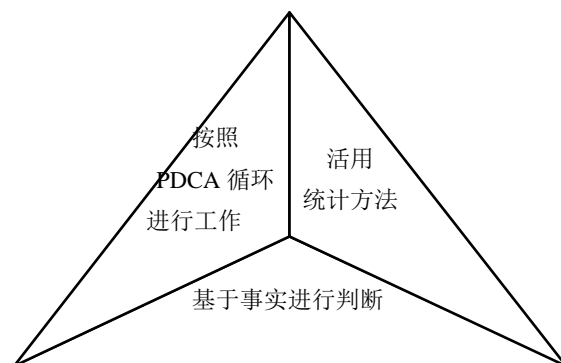 按照
PDCA 循环
进行工作
活用
统计方法
基于事实进行判断